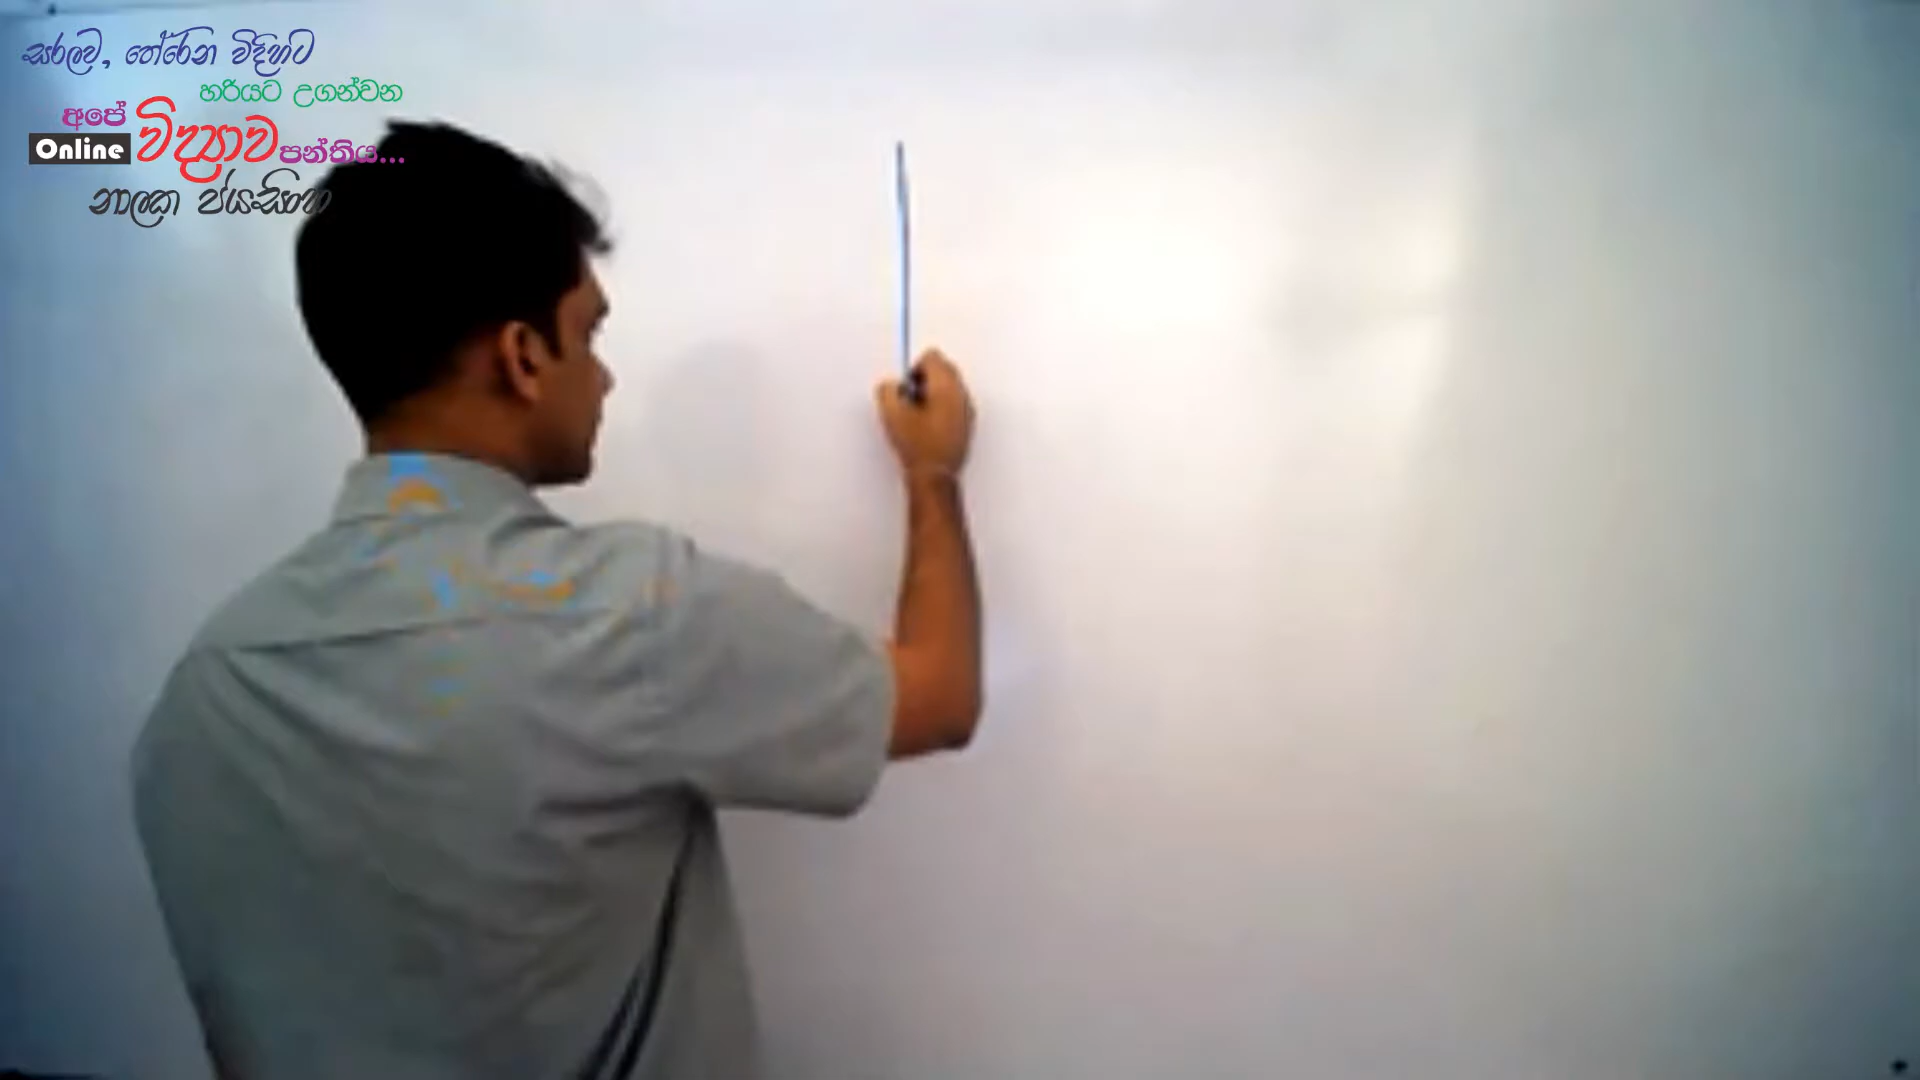 සරලව, තේරෙන විදිහට
හරියට උගන්වන
අපේ
Online විද්‍යාව පන්තිය...
නාලක ජයසිංහ